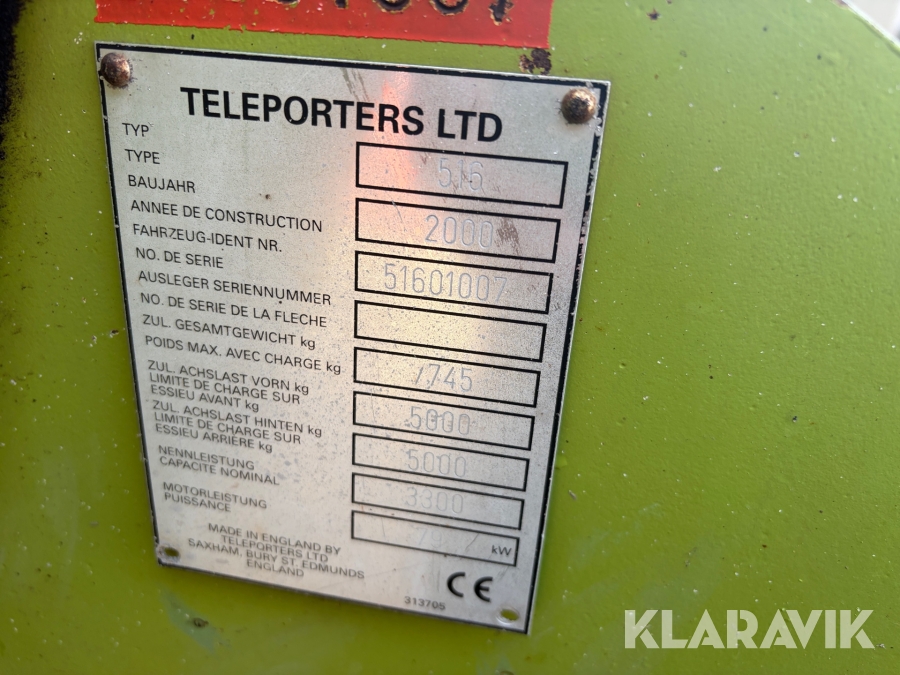 TELEPORTERS LTD
TYP
TYPE
516
BAUJAHR
ANNEE DE CONSTRUCTION
2000
FAHRZEUG-IDENT NR.
NO. DE SERIE
51601007
AUSLEGER SERIENNUMMER
NO. DE SERIE DE LA FLECHE
ZUL. GESAMTGEWICHT kg
POIDS MAX. AVEC CHARGE kg
7745
ZUL. ACHSLAST VORN kg
LIMITE DE CHARGE SUR
ESSIEU AVANT kg
5000
ZUL. ACHSLAST HINTEN kg
LIMITE DE CHARGE SUR
ESSIEU ARRIÈRE kg
5000
NENNLEISTUNG
CAPACITE NOMINAL
3300
MOTORLEISTUNG
PUISSANCE
kW
MADE IN ENGLAND BY
TELEPORTERS LTD
SAXHAM, BURY ST. EDMUNDS
ENGLAND
CE
313705
KLARAVIK